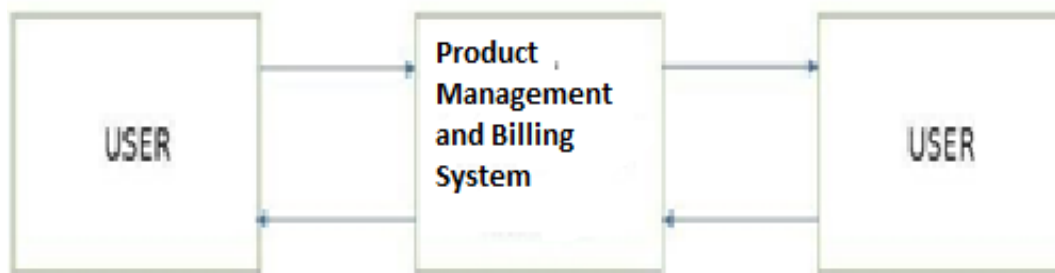 USER
Product
Management
and Billing
System
USER